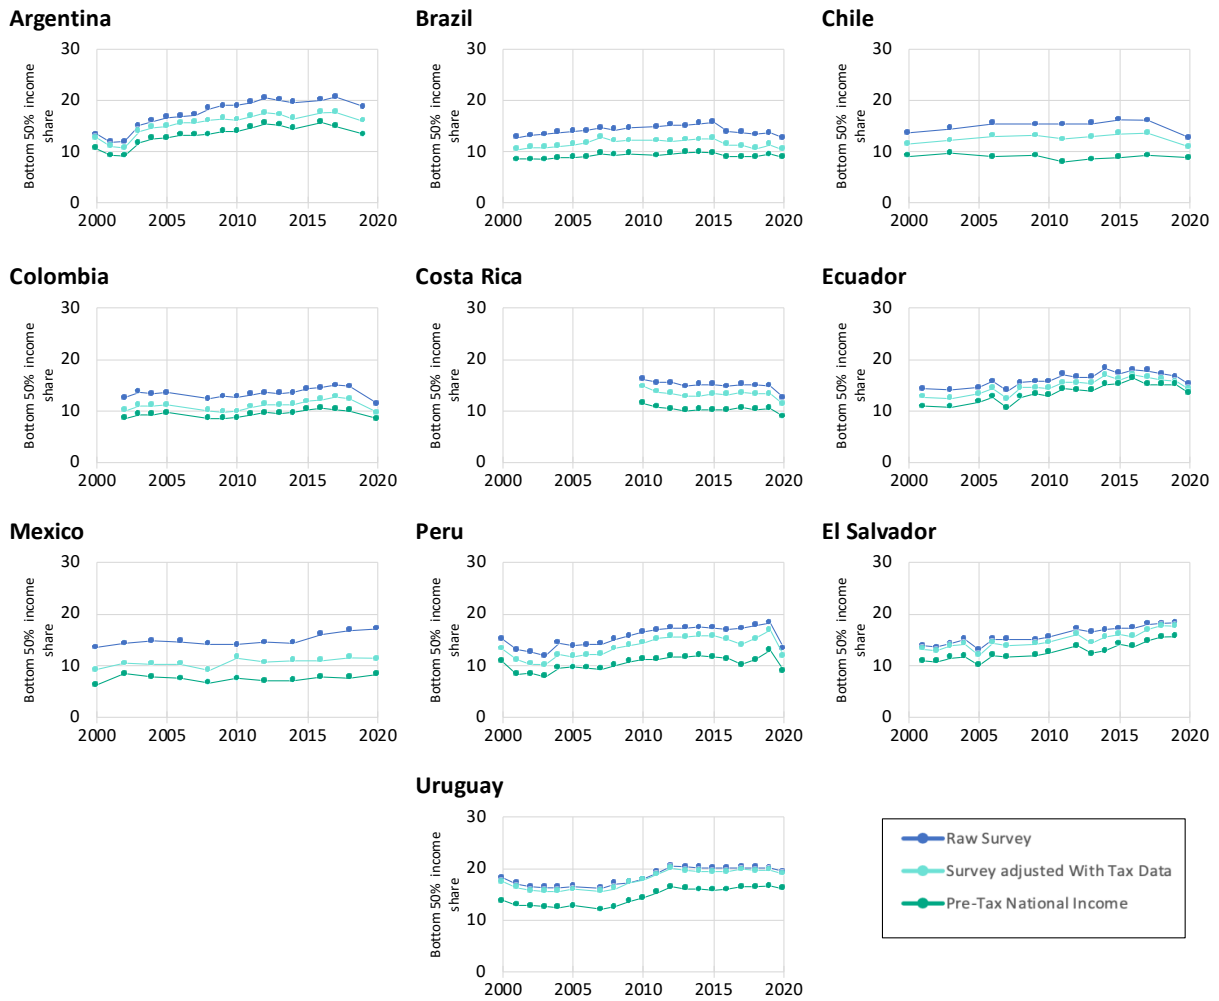 Argentina
Bottom 50% income
share
30
20
10
0
2000 2005 2010 2015 2020
Brazil
Bottom 50% income
share
30
20
10
0
2000 2005 2010 2015 2020
Chile
Bottom 50% income
share
30
20
10
0
2000 2005 2010 2015 2020
Colombia
Bottom 50% income
share
30
20
10
0
2000 2005 2010 2015 2020
Costa Rica
Bottom 50% income
share
30
20
10
0
2000 2005 2010 2015 2020
Ecuador
Bottom 50% income
share
30
20
10
0
2000 2005 2010 2015 2020
Mexico
Bottom 50% income
share
30
20
10
0
2000 2005 2010 2015 2020
Peru
Bottom 50% income
share
30
20
10
0
2000 2005 2010 2015 2020
El Salvador
Bottom 50% income
share
30
20
10
0
2000 2005 2010 2015 2020
Uruguay
Bottom 50% income
share
30
20
10
0
2000 2005 2010 2015 2020
Raw Survey
Survey adjusted With Tax Data
Pre-Tax National Income